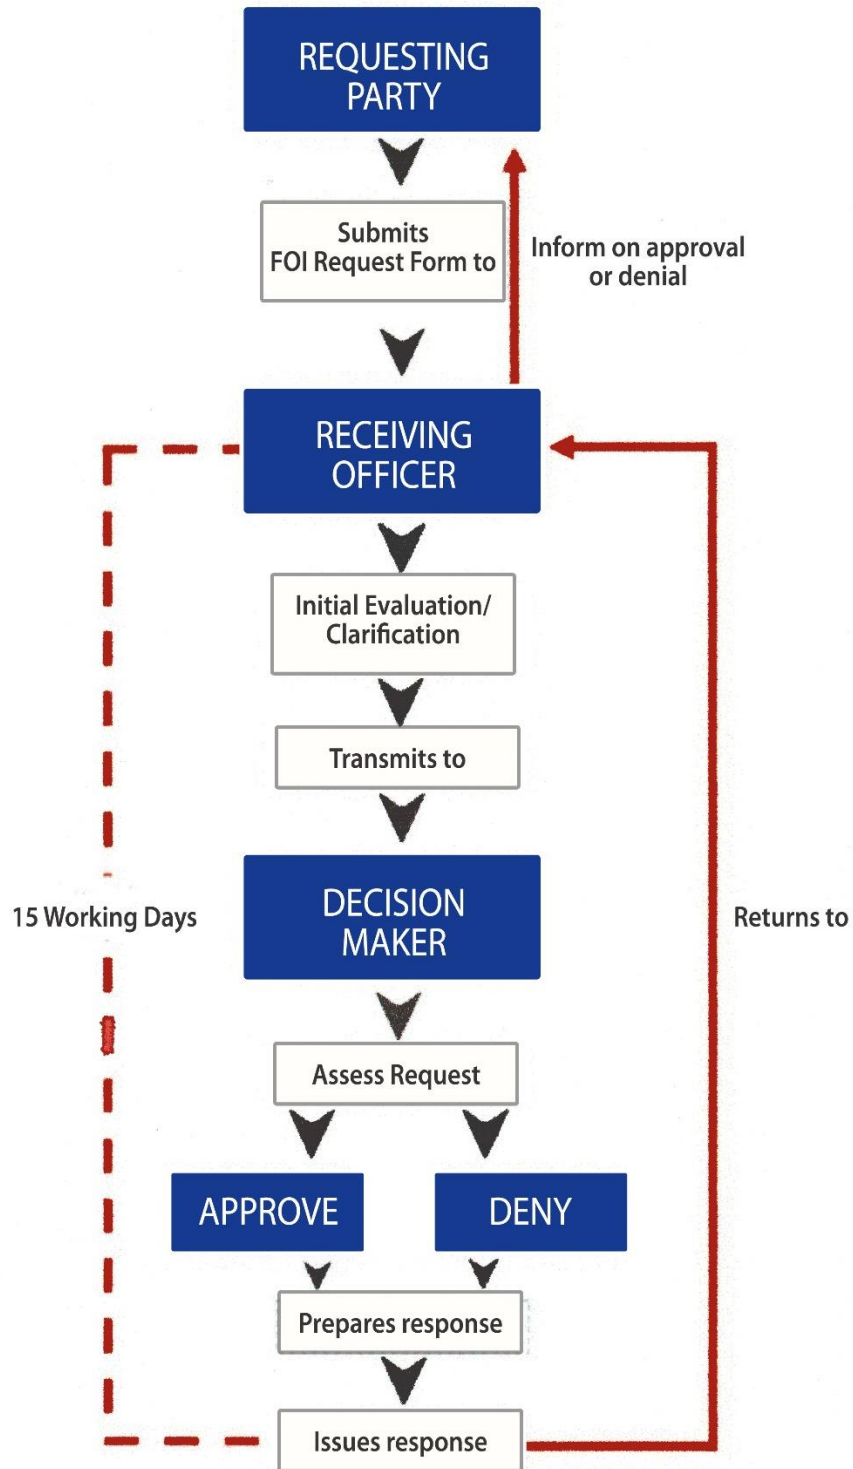 REQUESTING
PARTY
Submits
FOI Request Form to
Inform on approval
or denial
RECEIVING
OFFICER
Initial Evaluation/
Clarification
Transmits to
DECISION
MAKER
15 Working Days
Returns to
Assess Request
APPROVE
DENY
Prepares response
Issues response